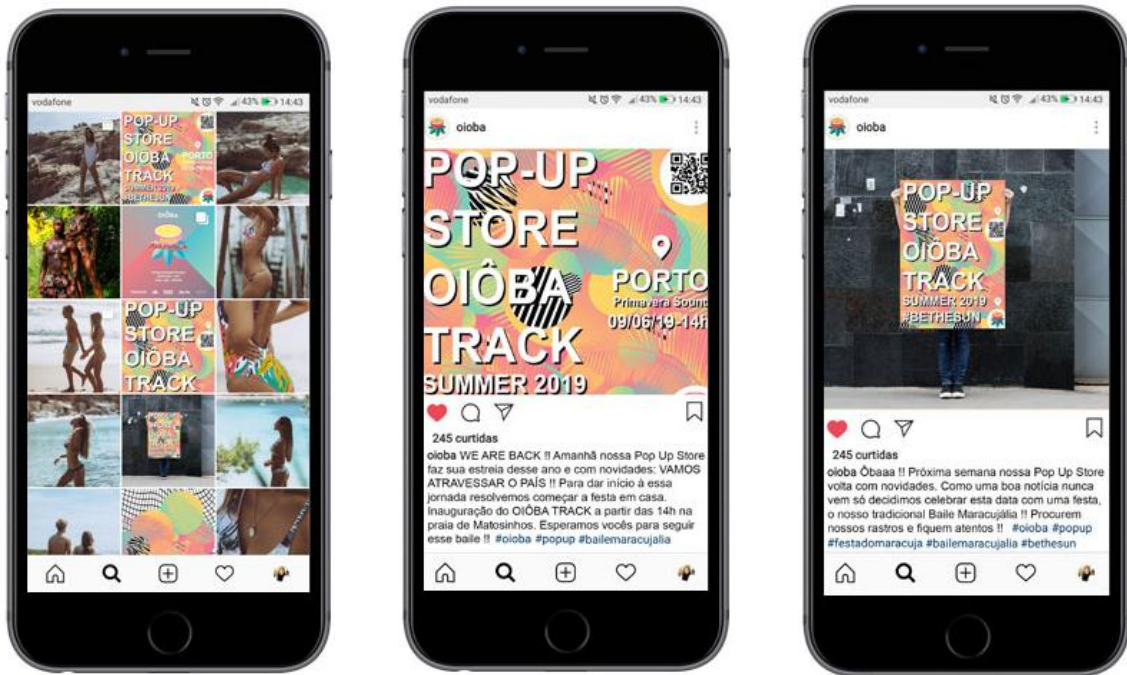 vodafone 43% 14:43
POP-UP
STORE
OIÔBA
TRACK
SUMMER 2019
#BETHESUN
PORTO
OIÔBA
POP-UP
STORE
OIÔBA
TRACK
vodafone 43% 14:43
oioba
POP-UP
STORE
OIÔBA
TRACK
SUMMER 2019
PORTO
Primavera Sound
09/06/19-14h
245 curtidas
oioba WE ARE BACK !! Amanhã nossa Pop Up Store
faz sua estreia desse ano e com novidades: VAMOS
ATRAVESSAR O PAÍS !! Para dar início à essa
jornada resolvemos começar a festa em casa.
Inauguração do OIÔBA TRACK a partir das 14h na
praia de Matosinhos. Esperamos vocês para seguir
esse baile !! #oioba #popup #bailemaracujalia
vodafone 43% 14:43
oioba
POP-UP
STORE
OIÔBA
TRACK
SUMMER 2019
#BETHESUN
245 curtidas
oioba Ôbaaa !! Próxima semana nossa Pop Up Store
volta com novidades. Como uma boa notícia nunca
vem só decidimos celebrar esta data com uma festa,
o nosso tradicional Baile Maracujália !! Procurem
nossos rastros e fiquem atentos !! #oioba #popup
#festadomaracuja #bailemaracujalia #bethesun